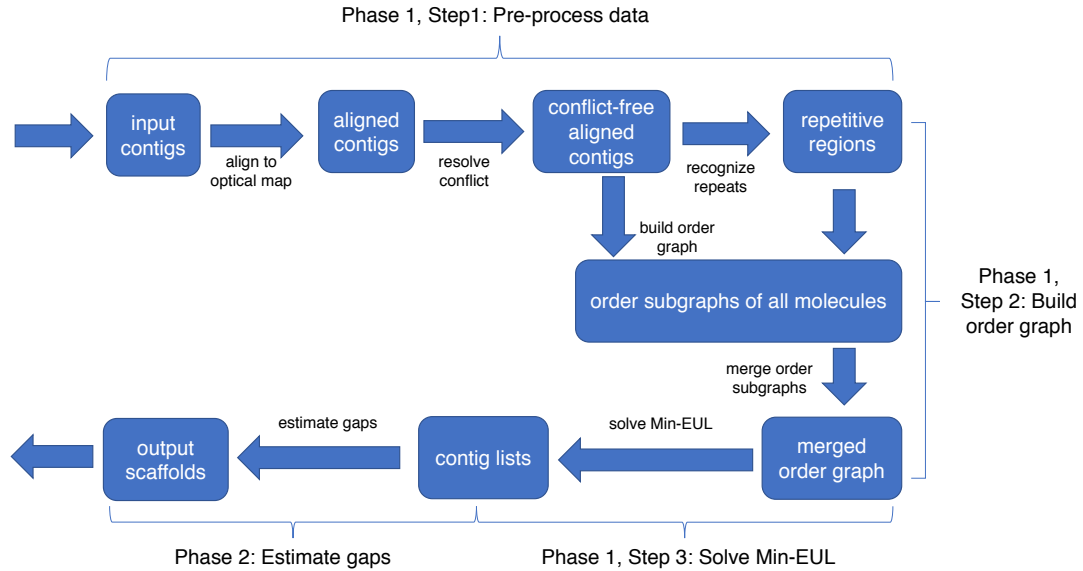 Phase 1, Step1: Pre-process data
input
contigs
align to
optical map
aligned
contigs
resolve
conflict
conflict-free
aligned
contigs
recognize
repeats
repetitive
regions
build order
graph
order subgraphs of all molecules
Phase 1,
Step 2: Build
order graph
merge order
subgraphs
merged
order graph
solve Min-EUL
contig lists
estimate gaps
output
scaffolds
Phase 2: Estimate gaps
Phase 1, Step 3: Solve Min-EUL